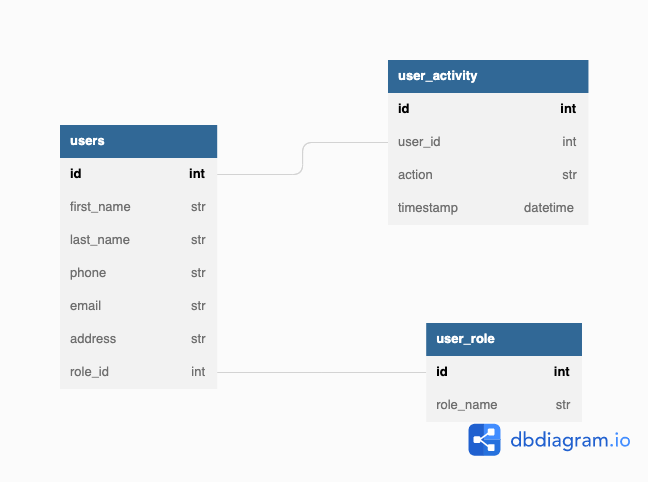 users
id int
first_name str
last_name str
phone str
email str
address str
role_id int
user_activity
id int
user_id int
action str
timestamp datetime
user_role
id int
role_name str
dbdiagram.io